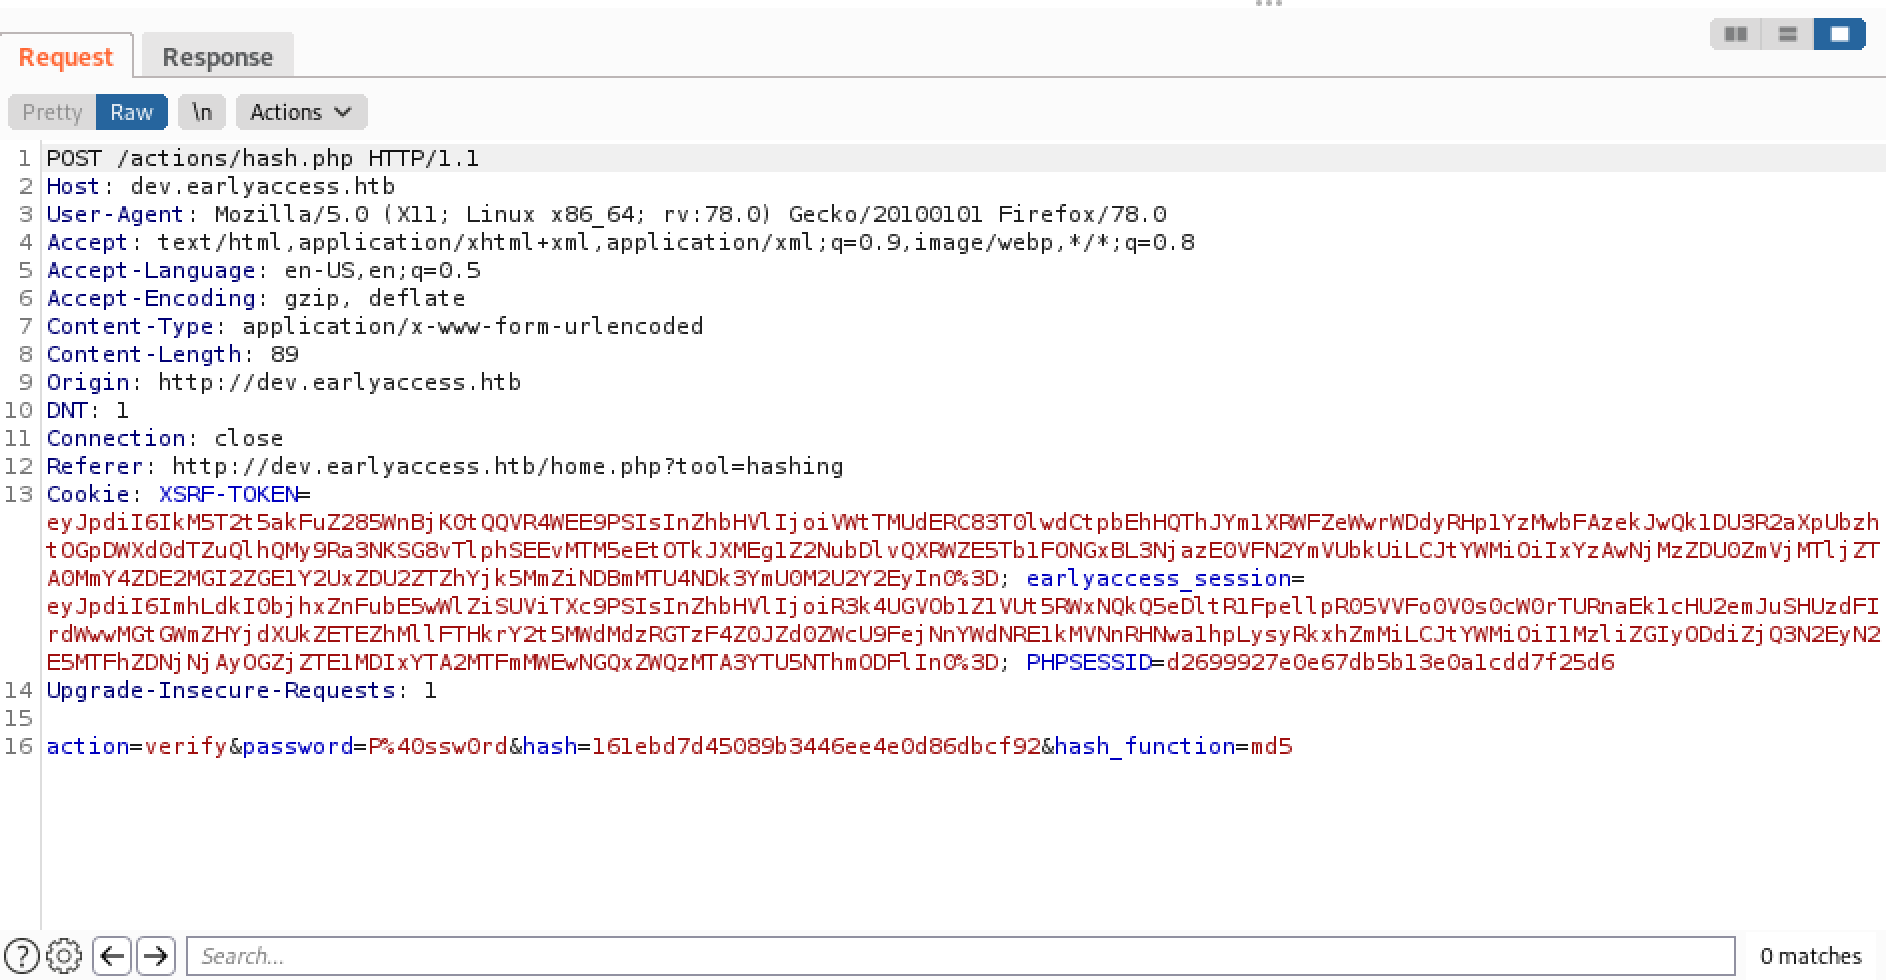 Request Response
Pretty Raw \n Actions
1 POST /actions/hash.php HTTP/1.1
2 Host: dev.earlyaccess.htb
3 User-Agent: Mozilla/5.0 (X11; Linux x86_64; rv:78.0) Gecko/20100101 Firefox/78.0
4 Accept: text/html,application/xhtml+xml,application/xml;q=0.9,image/webp,*/*;q=0.8
5 Accept-Language: en-US,en;q=0.5
6 Accept-Encoding: gzip, deflate
7 Content-Type: application/x-www-form-urlencoded
8 Content-Length: 89
9 Origin: http://dev.earlyaccess.htb
10 DNT: 1
11 Connection: close
12 Referer: http://dev.earlyaccess.htb/home.php?tool=hashing
13 Cookie: XSRF-TOKEN=
eyJpdiI6IkM5T2t5akFuZ285WnBjK0tQQVR4WEE9PSIsInZhbHVlIjoiVWtTMUdERC83T0lwdCtpbEhHQThJYm1XRWFZeWwrWDdyRHp1YzMwbFAzekJwQk1DU3R2aXpUbzh
tOGpDWXd0dTZuQlhQMy9Ra3NKSG8vTlphSEEvMTM5eEtOTkJXMEg1Z2NubDlvQXRWZE5Tb1FONGxBL3NjazE0VFN2YmVUbkUiLCJtYWMiOiIxYzAwNjMzZDU0ZmVjMTljZT
A0MmY4ZDE2MGI2ZGE1Y2UxZDU2ZTZhYjk5MmZiNDBmMTU4NDk3YmU0M2U2Y2EyIn0%3D; earlyaccess_session=
eyJpdiI6ImhLdkI0bjhxZnFubE5wWlZiSUViTXc9PSIsInZhbHVlIjoiR3k4UGV0b1Z1VUt5RWxNQkQ5eDltR1FpellpR05VVFo0V0s0cW0rTURnaEk1cHU2emJuSHUzdFI
rdWwwMGtGWmZHYjdXUkZETEZhMllFTHkrY2t5MWdMdzRGTzF4Z0JZd0ZWcU9FejNnYWdNRE1kMVNnRHNwa1hpLysyRkxhZmMiLCJtYWMiOiI1MzliZGIyODdiZjQ3N2EyN2
E5MTFhZDNjNjAyOGZjZTE1MDIxYTA2MTFmMWEwNGQxZWQzMTA3YTU5NThmODFlIn0%3D; PHPSESSID=d2699927e0e67db5b13e0a1cdd7f25d6
14 Upgrade-Insecure-Requests: 1
15
16 action=verify&password=P%40ssw0rd&hash=161ebd7d45089b3446ee4e0d86dbcf92&hash_function=md5
Search... 0 matches